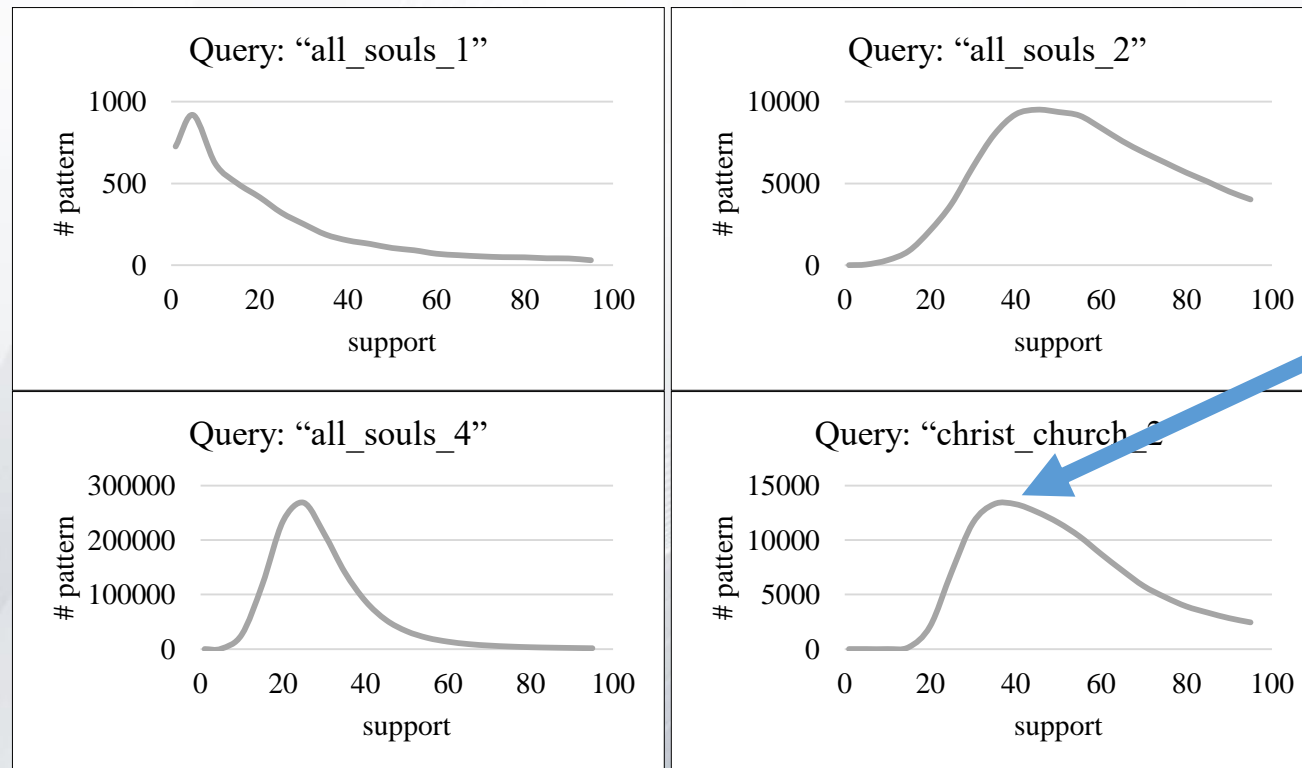 Query: “all_souls_1”
1000
500
0
# pattern
0 20 40 60 80 100
support
Query: “all_souls_2”
10000
5000
0
# pattern
0 20 40 60 80 100
support
Query: “all_souls_4”
300000
200000
100000
0
# pattern
0 20 40 60 80 100
support
Query: “christ_church_2
15000
10000
5000
0
# pattern
0 20 40 60 80 100
support